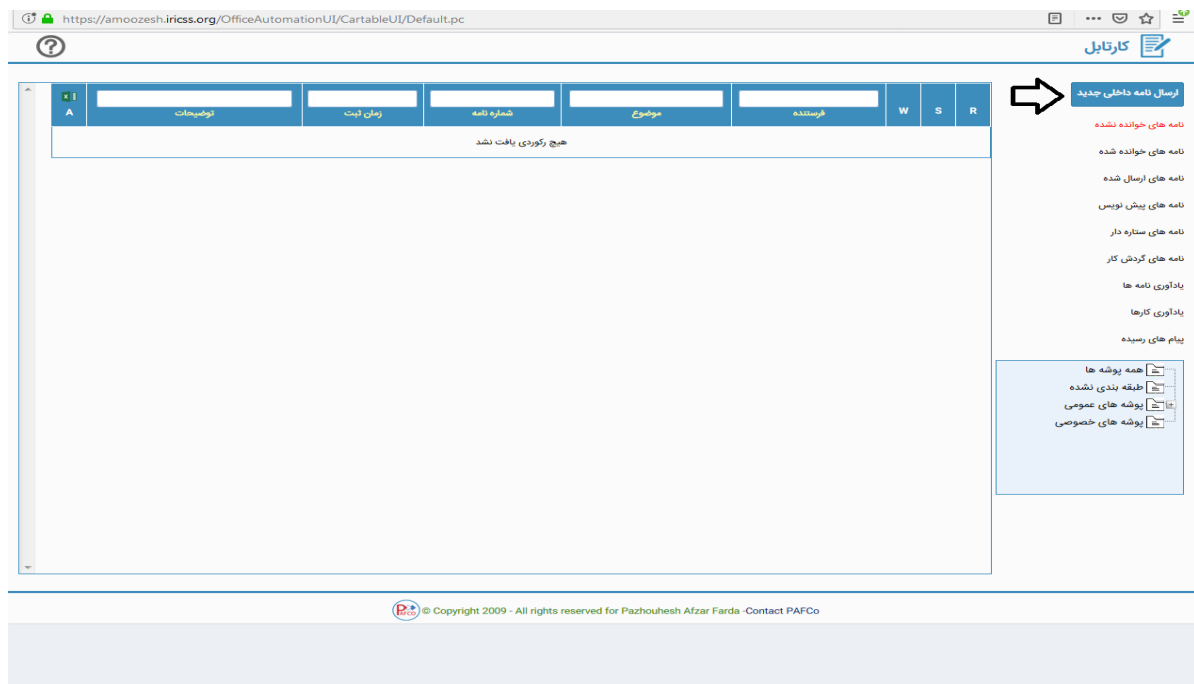 https://amoozesh.iricss.org/OfficeAutomationUI/CartableUI/Default.pc
کارتابل
ارسال نامه داخلی جدید
نامه های خوانده نشده
نامه های خوانده شده
نامه های ارسال شده
نامه های پیش نویس
نامه های ستاره دار
نامه های گردش کار
یادآوری نامه ها
یادآوری کارها
پیام های رسیده
همه پوشه ها
طبقه بندی نشده
پوشه های عمومی
پوشه های خصوصی
R S W فرستنده موضوع شماره نامه زمان ثبت توضیحات A
هیچ رکوردی یافت نشد
PAFCO © Copyright 2009 - All rights reserved for Pazhouhesh Afzar Farda -Contact PAFCo